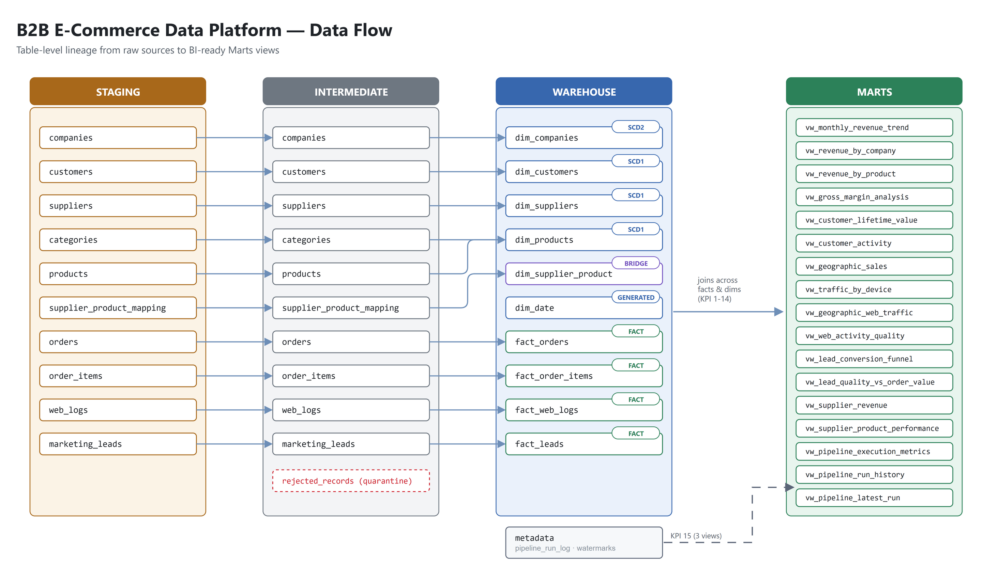 B2B E-Commerce Data Platform — Data Flow
Table-level lineage from raw sources to BI-ready Marts views
STAGING
companies
customers
suppliers
categories
products
supplier_product_mapping
orders
order_items
web_logs
marketing_leads
INTERMEDIATE
companies
customers
suppliers
categories
products
supplier_product_mapping
orders
order_items
web_logs
marketing_leads
rejected_records (quarantine)
WAREHOUSE
SCD2
dim_companies
SCD1
dim_customers
SCD1
dim_suppliers
SCD1
dim_products
BRIDGE
dim_supplier_product
GENERATED
dim_date
FACT
fact_orders
FACT
fact_order_items
FACT
fact_web_logs
FACT
fact_leads
metadata
pipeline_run_log · watermarks
joins across
facts & dims
(KPI 1-14)
KPI 15 (3 views)
MARTS
vw_monthly_revenue_trend
vw_revenue_by_company
vw_revenue_by_product
vw_gross_margin_analysis
vw_customer_lifetime_value
vw_customer_activity
vw_geographic_sales
vw_traffic_by_device
vw_geographic_web_traffic
vw_web_activity_quality
vw_lead_conversion_funnel
vw_lead_quality_vs_order_value
vw_supplier_revenue
vw_supplier_product_performance
vw_pipeline_execution_metrics
vw_pipeline_run_history
vw_pipeline_latest_run